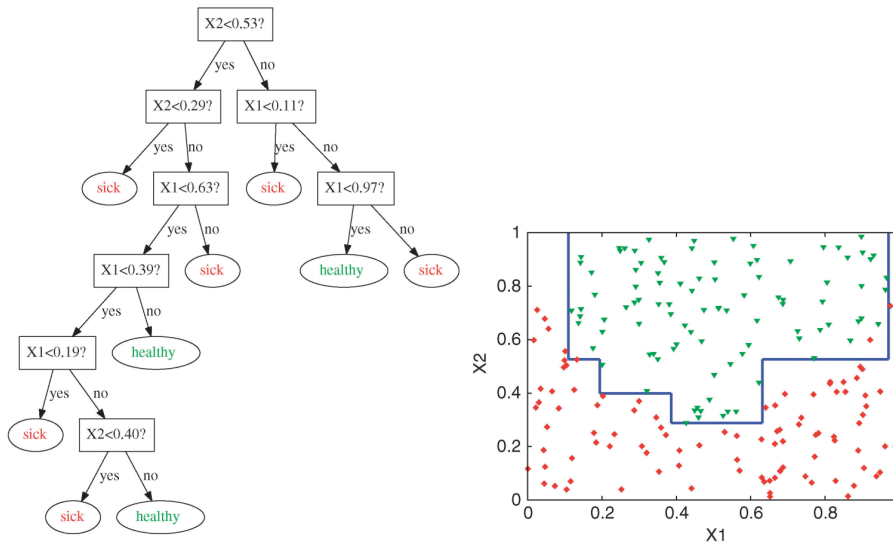 X2<0.53?
yes no
X2<0.29? X1<0.11?
yes no yes no
sick X1<0.63? sick X1<0.97?
yes no yes no
X1<0.39? sick healthy sick
yes no
X1<0.19? healthy
yes no
sick X2<0.40?
yes no
sick healthy
1
0.8
0.6
X2
0.4
0.2
0
0 0.2 0.4 0.6 0.8
X1